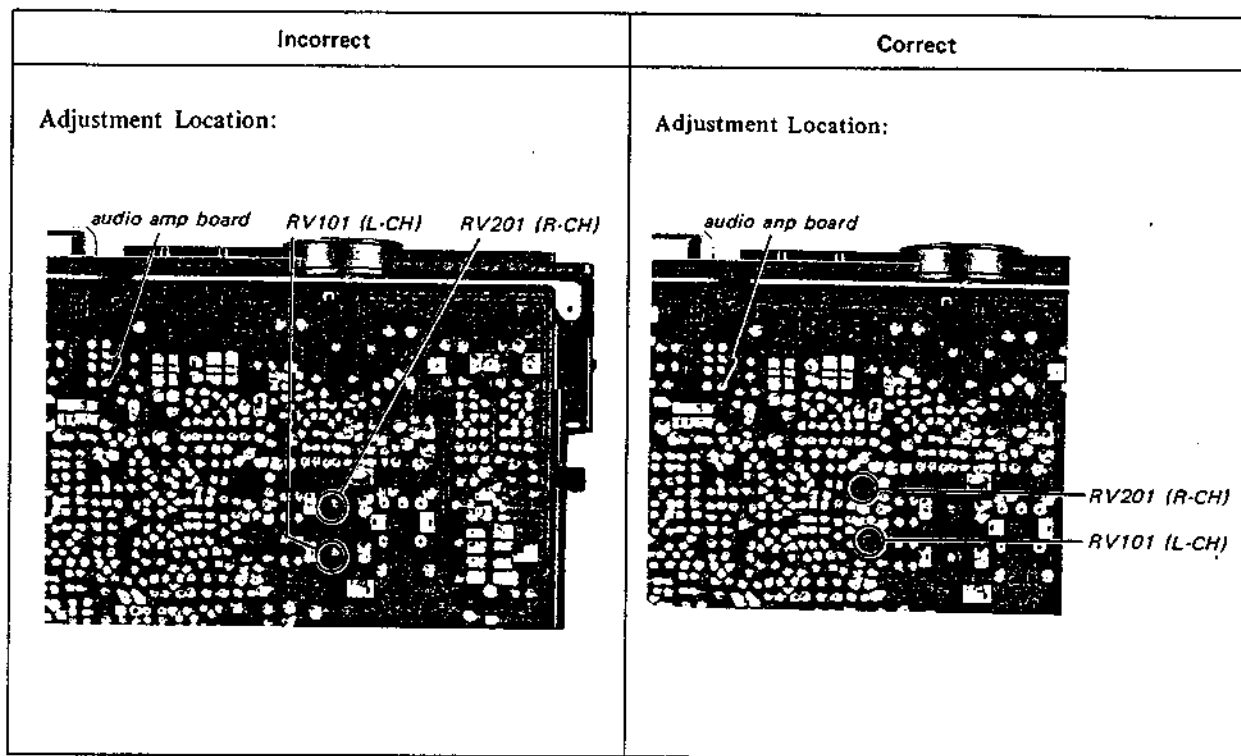 Incorrect
Correct
Adjustment Location:
audio amp board
RV101 (L-CH)
RV201 (R-CH)
Adjustment Location:
audio anp board
RV201 (R-CH)
RV101 (L-CH)